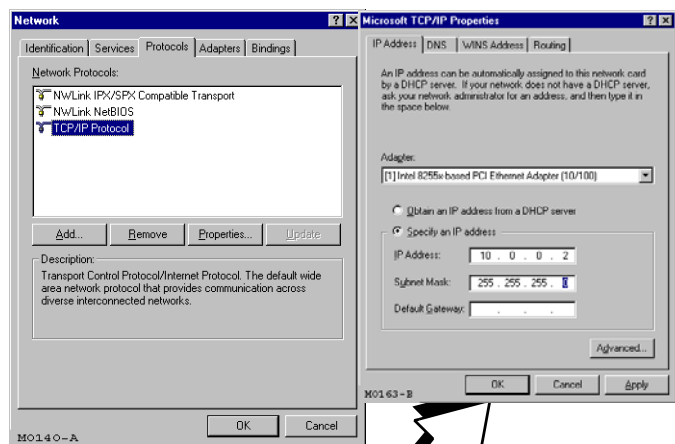 Network
Identification Services Protocols Adapters Bindings
Network Protocols:
NWLink IPX/SPX Compatible Transport
NWLink NetBIOS
TCP/IP Protocol
Add... Remove Properties... Update
Description:
Transport Control Protocol/Internet Protocol. The default wide
area network protocol that provides communication across
diverse interconnected networks.
OK Cancel
M0140-A
Microsoft TCP/IP Properties
IP Address DNS WINS Address Routing
An IP address can be automatically assigned to this network card
by a DHCP server. If your network does not have a DHCP server,
ask your network administrator for an address, and then type it in
the space below.
Adapter:
[1] Intel 8255x-based PCI Ethernet Adapter (10/100)
Obtain an IP address from a DHCP server
Specify an IP address
IP Address: 10 . 0 . 0 . 2
Subnet Mask: 255 . 255 . 255 . 0
Default Gateway: . . .
Advanced...
OK Cancel Apply
M0163-B